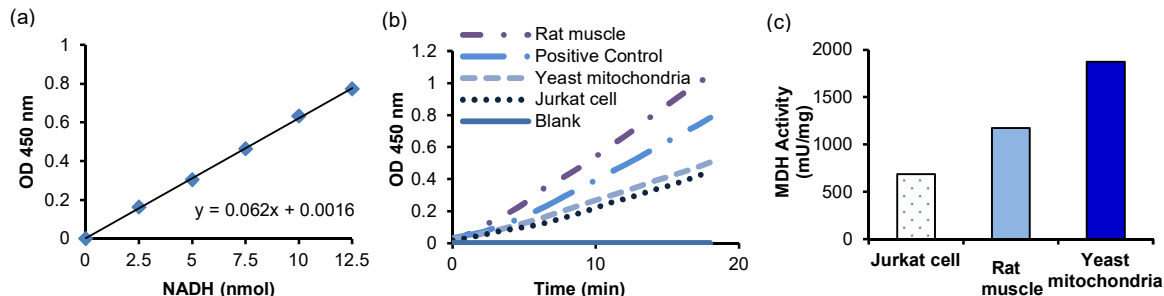 (a)
OD 450 nm
1
0.8
0.6
0.4
0.2
0
y = 0.062x + 0.0016
0 2.5 5 7.5 10 12.5
NADH (nmol)
(b)
OD 450 nm
1.2
1
0.8
0.6
0.4
0.2
0
Rat muscle
Positive Control
Yeast mitochondria
Jurkat cell
Blank
0 10 20
Time (min)
(c)
MDH Activity
(mU/mg)
2000
1500
1000
500
0
Jurkat cell
Rat
muscle
Yeast
mitochondria